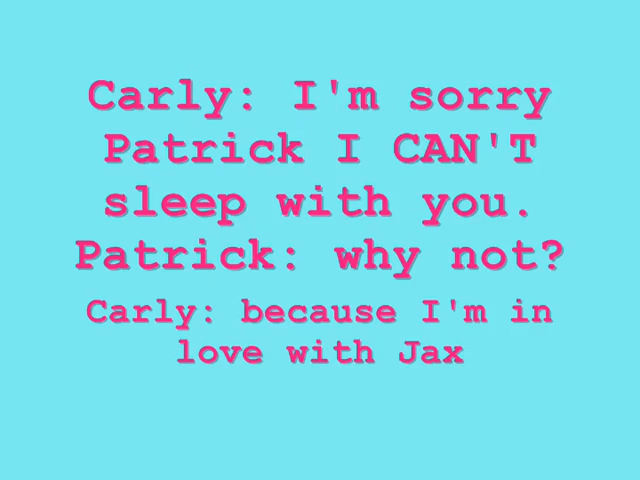 Carly: I'm sorry
Patrick I CAN'T
sleep with you.
Patrick: why not?
Carly: because I'm in
love with Jax